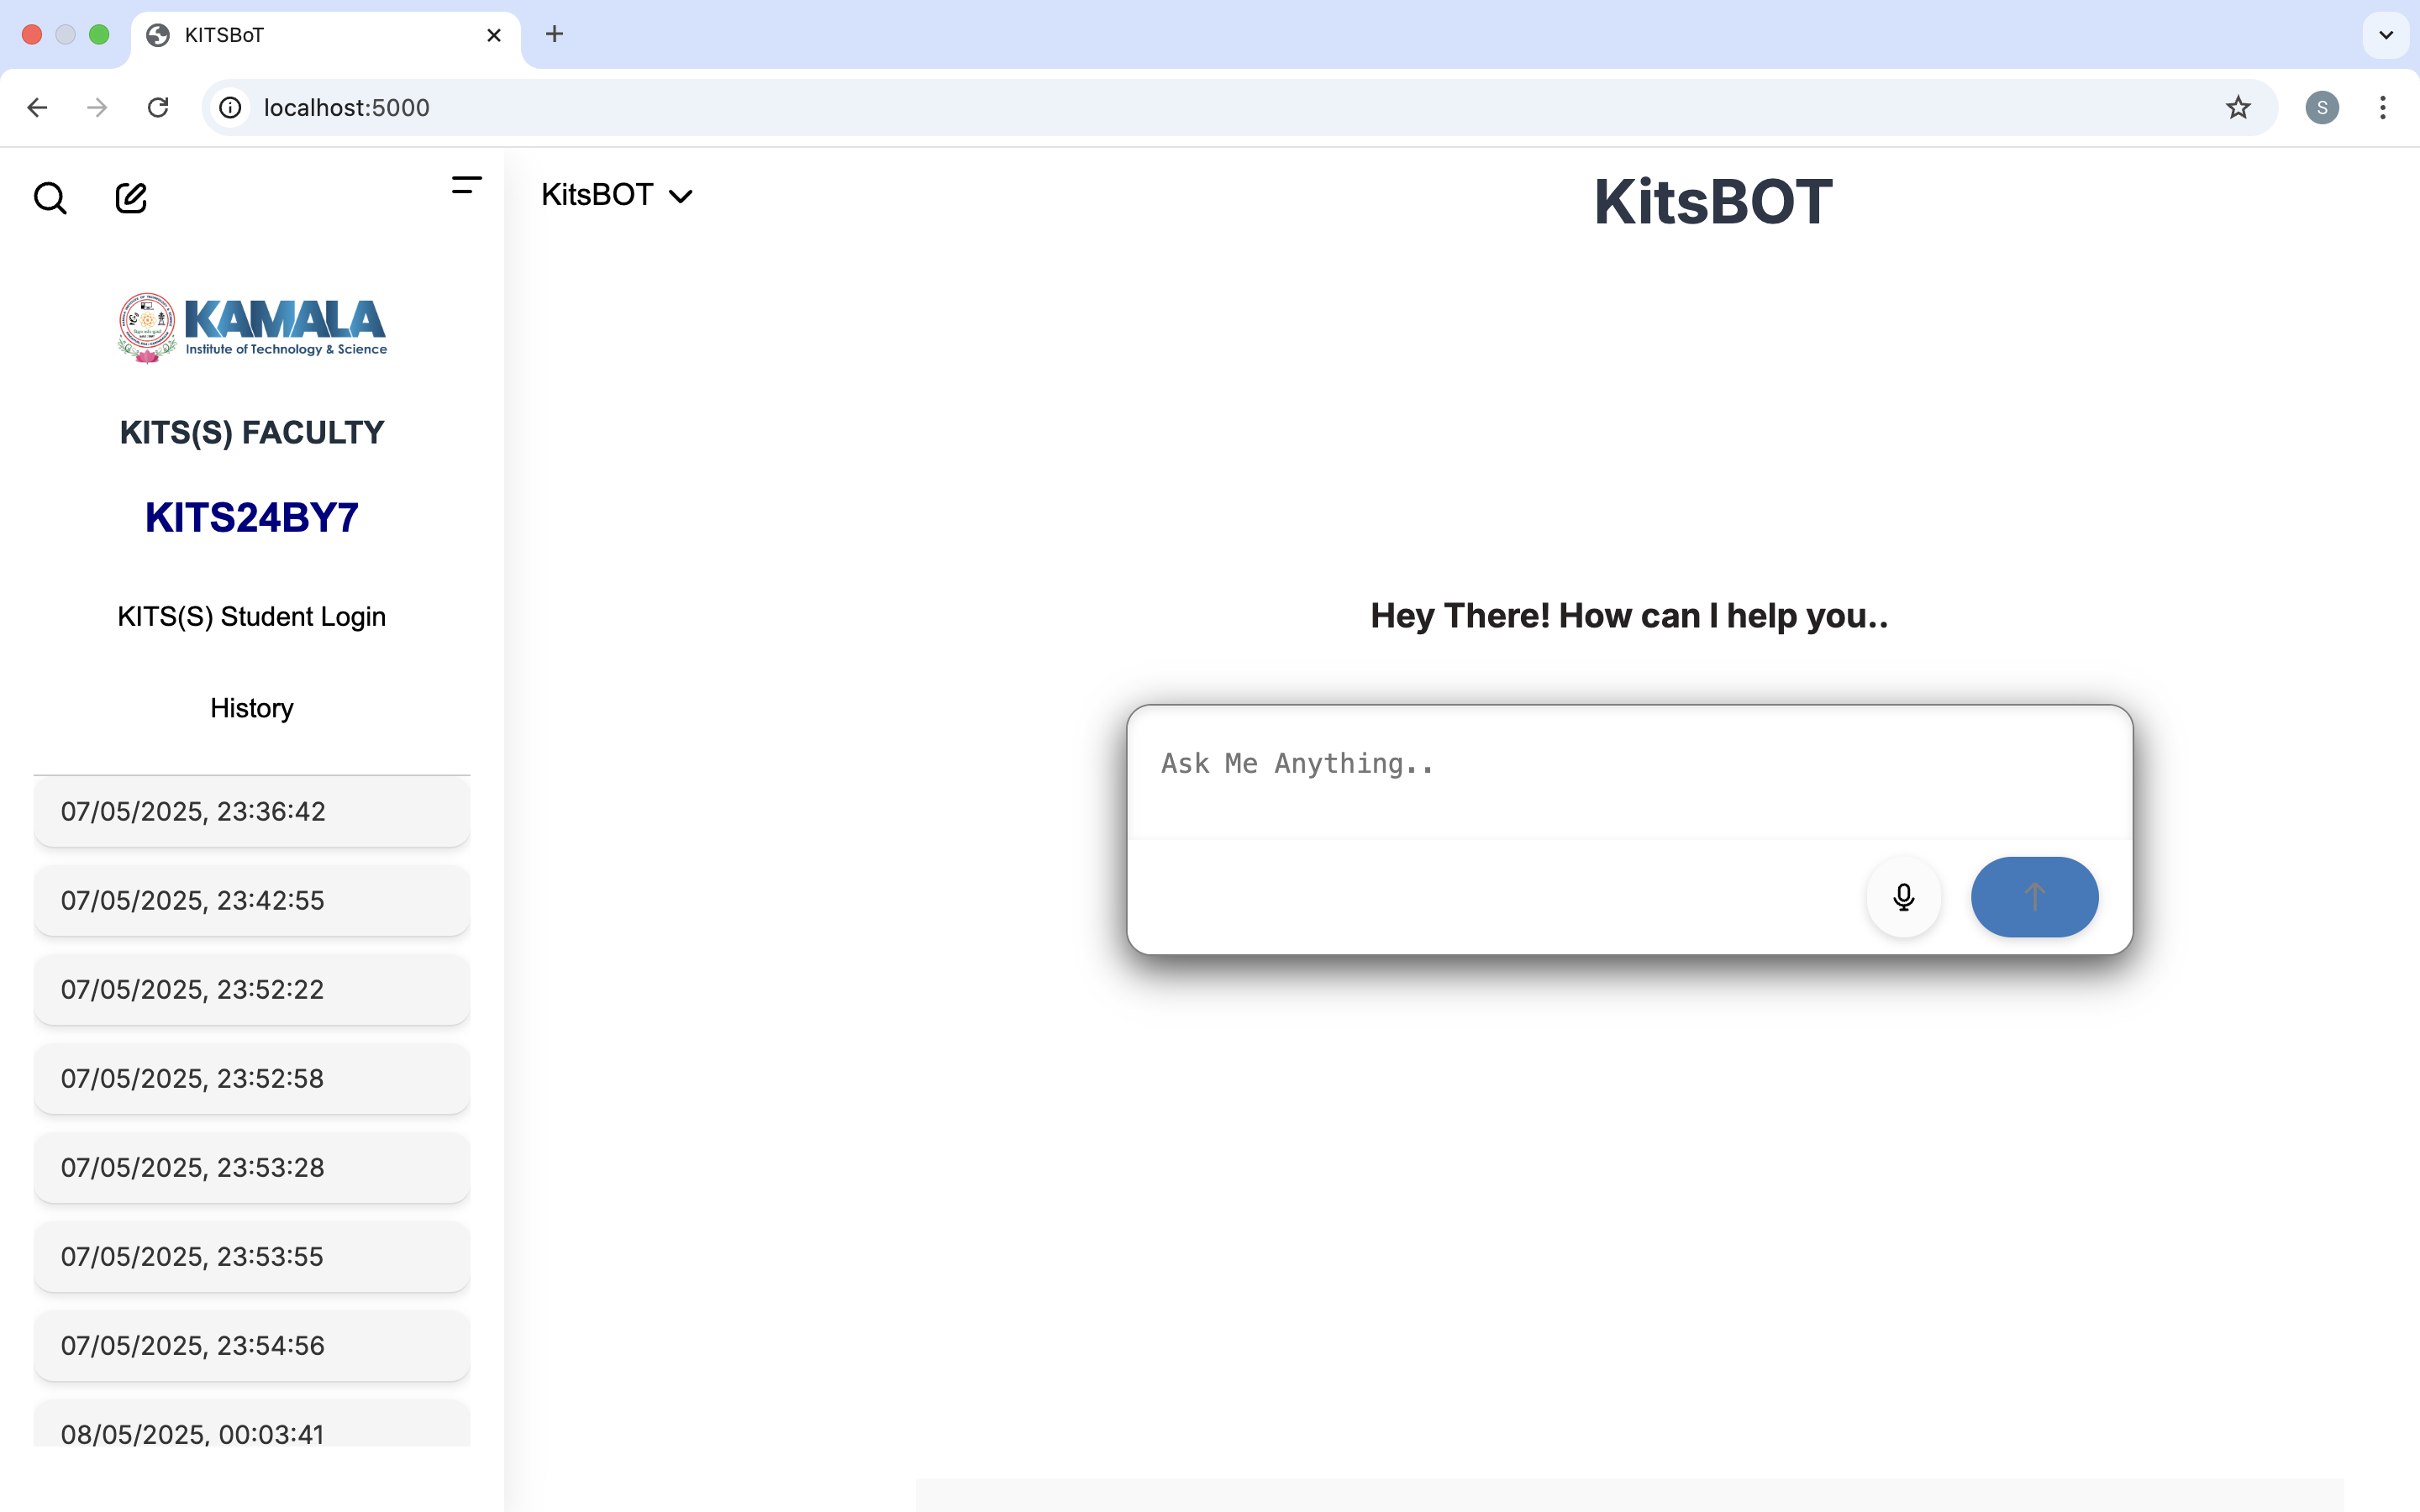 KITSBoT
localhost:5000
S
KitsBOT
KitsBOT
KAMALA
Institute of Technology & Science
KITS(S) FACULTY
KITS24BY7
KITS(S) Student Login
History
07/05/2025, 23:36:42
07/05/2025, 23:42:55
07/05/2025, 23:52:22
07/05/2025, 23:52:58
07/05/2025, 23:53:28
07/05/2025, 23:53:55
07/05/2025, 23:54:56
08/05/2025, 00:03:41
Hey There! How can I help you..
Ask Me Anything..